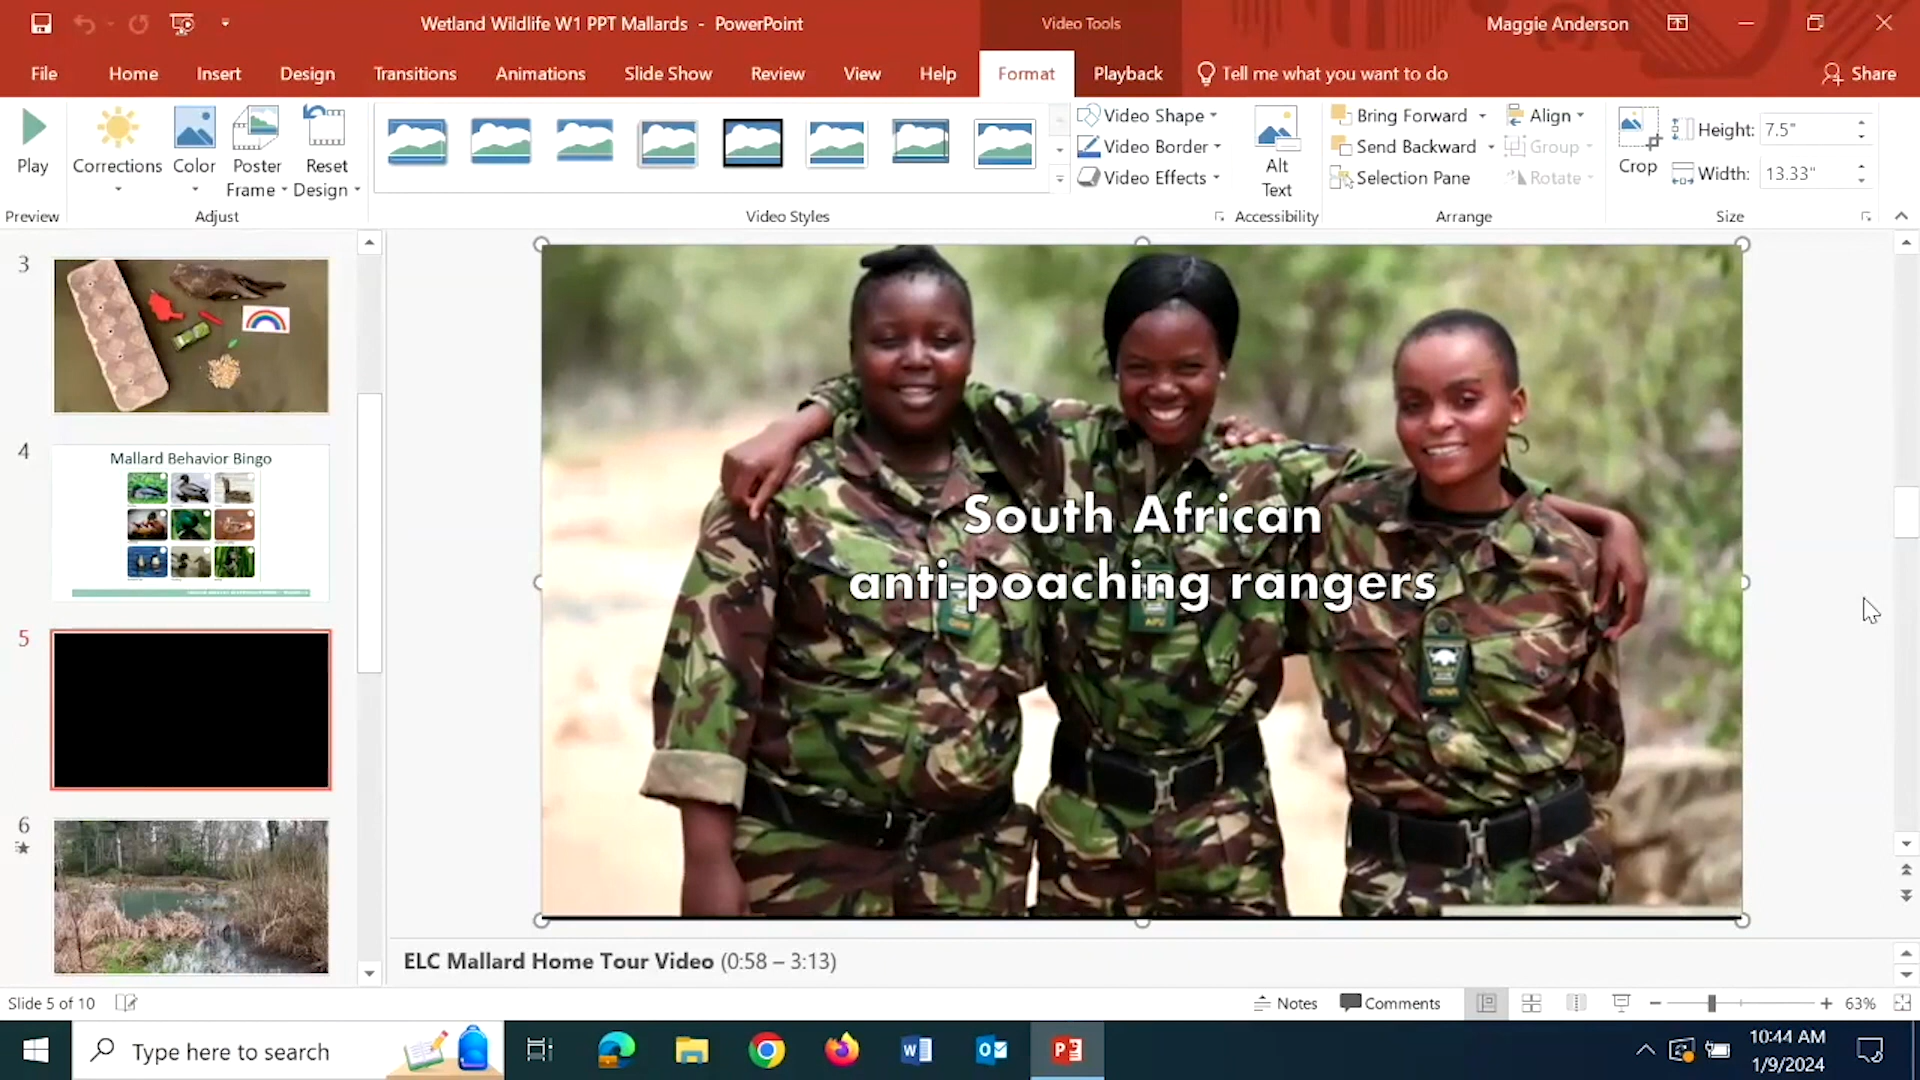 Wetland Wildlife W1 PPT Mallards - PowerPoint
Video Tools
Maggie Anderson
File Home Insert Design Transitions Animations Slide Show Review View Help Format Playback Tell me what you want to do Share
Play
Corrections
Color
Poster
Frame
Reset
Design
Video Shape
Video Border
Video Effects
Alt
Text
Bring Forward
Send Backward
Selection Pane
Align
Group
Rotate
Crop
Height: 7.5"
Width: 13.33"
Preview Adjust Video Styles Accessibility Arrange Size
3
4
Mallard Behavior Bingo
5
6
South African
anti-poaching rangers
ELC Mallard Home Tour Video (0:58 – 3:13)
Slide 5 of 10 Notes Comments 63%
Type here to search
10:44 AM
1/9/2024